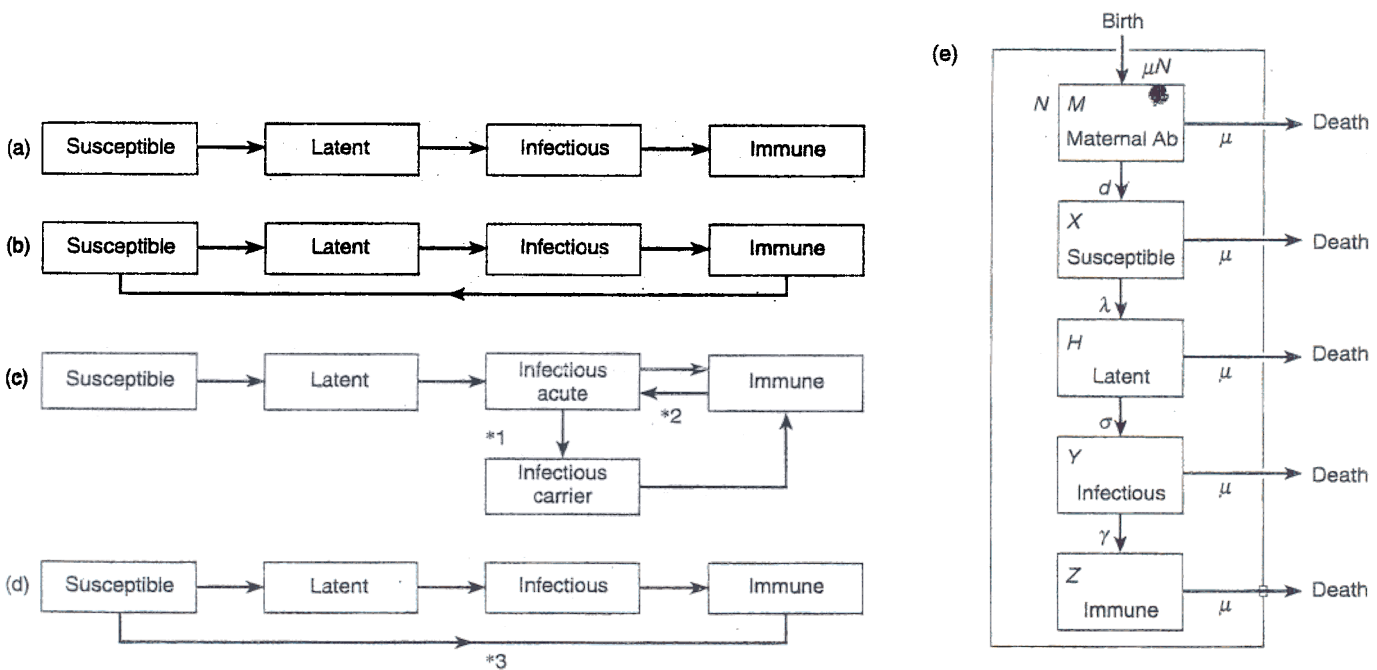 (a)
Susceptible
Latent
Infectious
Immune
(b)
Susceptible
Latent
Infectious
Immune
(c)
Susceptible
Latent
Infectious
acute
Immune
*1
*2
Infectious
carrier
(d)
Susceptible
Latent
Infectious
Immune
*3
(e)
Birth
μN
N
M
Maternal Ab
μ
Death
d
X
Susceptible
μ
Death
λ
H
Latent
μ
Death
σ
Y
Infectious
μ
Death
γ
Z
Immune
μ
Death